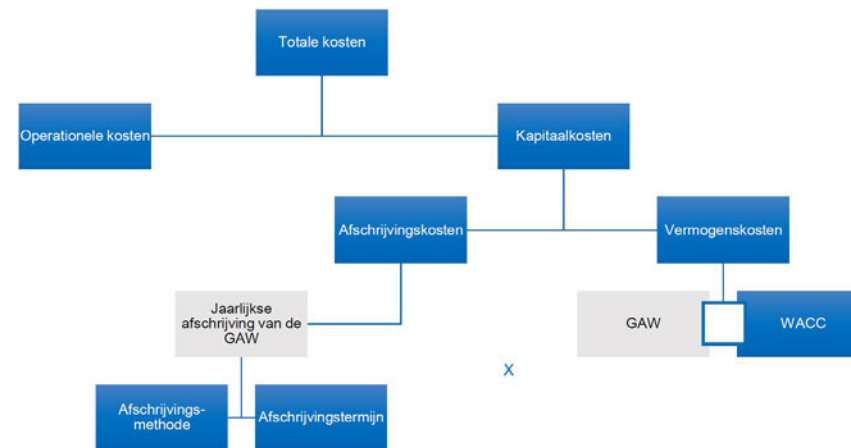 Totale kosten
Operationele kosten
Kapitaalkosten
Afschrijvingskosten
Vermogenskosten
Jaarlijkse
afschrijving van de
GAW
GAW
WACC
X
Afschrijvings-
methode
Afschrijvingstermijn